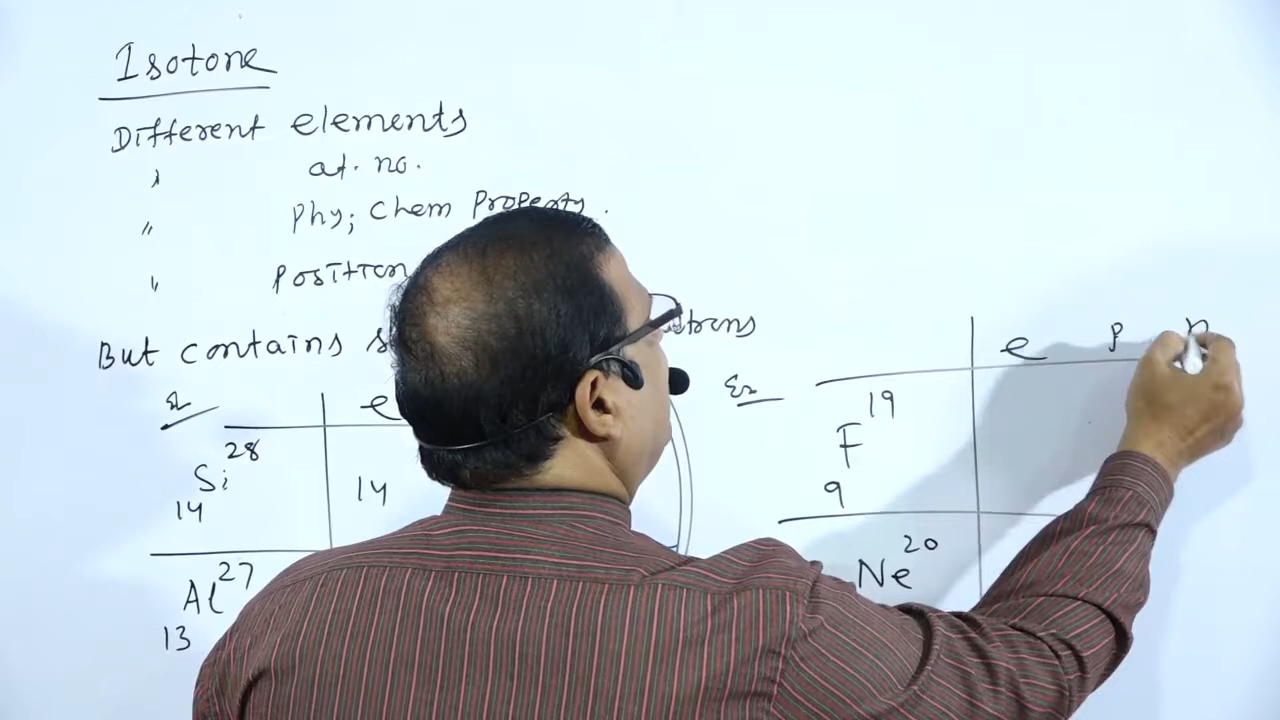 Isotone
Different elements
" at. no.
" Phy; Chem Property.
" Position
But contains
Ex e
28
Si 14
14
Al 27
13
Ex e p n
19
F
9
Ne 20